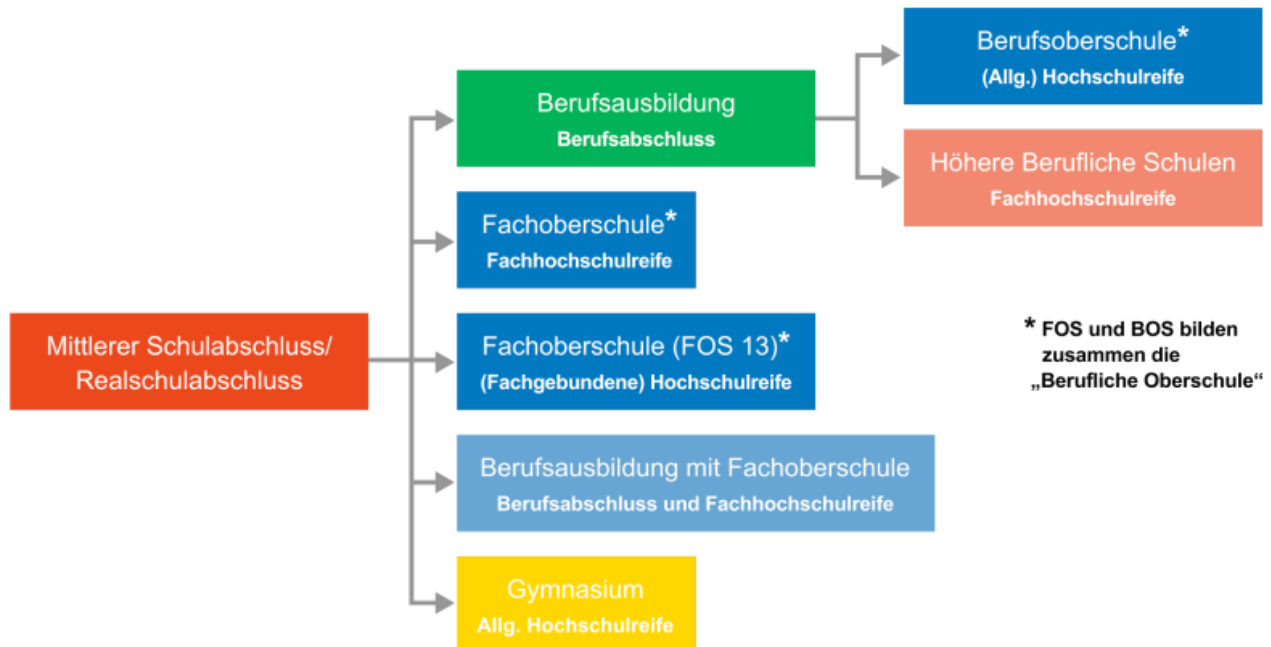 Berufsoberschule*
(Allg.) Hochschulreife
Berufsausbildung
Berufsabschluss
Höhere Berufliche Schulen
Fachhochschulreife
Fachoberschule*
Fachhochschulreife
Mittlerer Schulabschluss/
Realschulabschluss
Fachoberschule (FOS 13)*
(Fachgebundene) Hochschulreife
* FOS und BOS bilden
zusammen die
„Berufliche Oberschule“
Berufsausbildung mit Fachoberschule
Berufsabschluss und Fachhochschulreife
Gymnasium
Allg. Hochschulreife